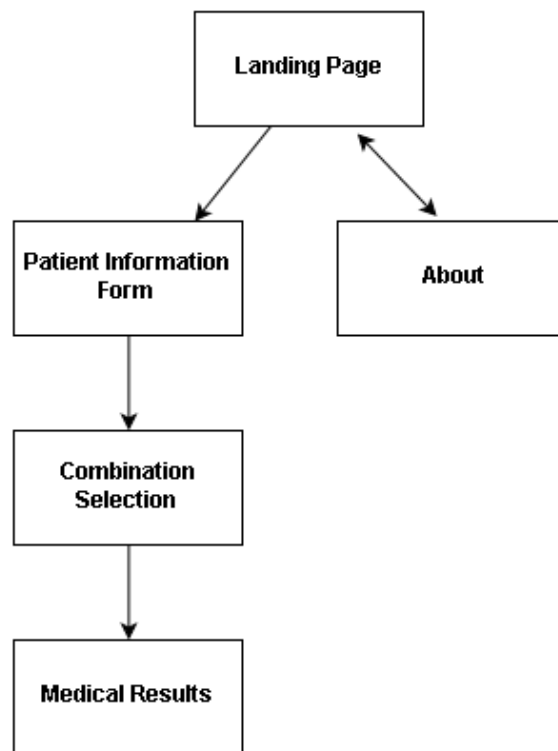 Landing Page
Patient Information
Form
About
Combination
Selection
Medical Results